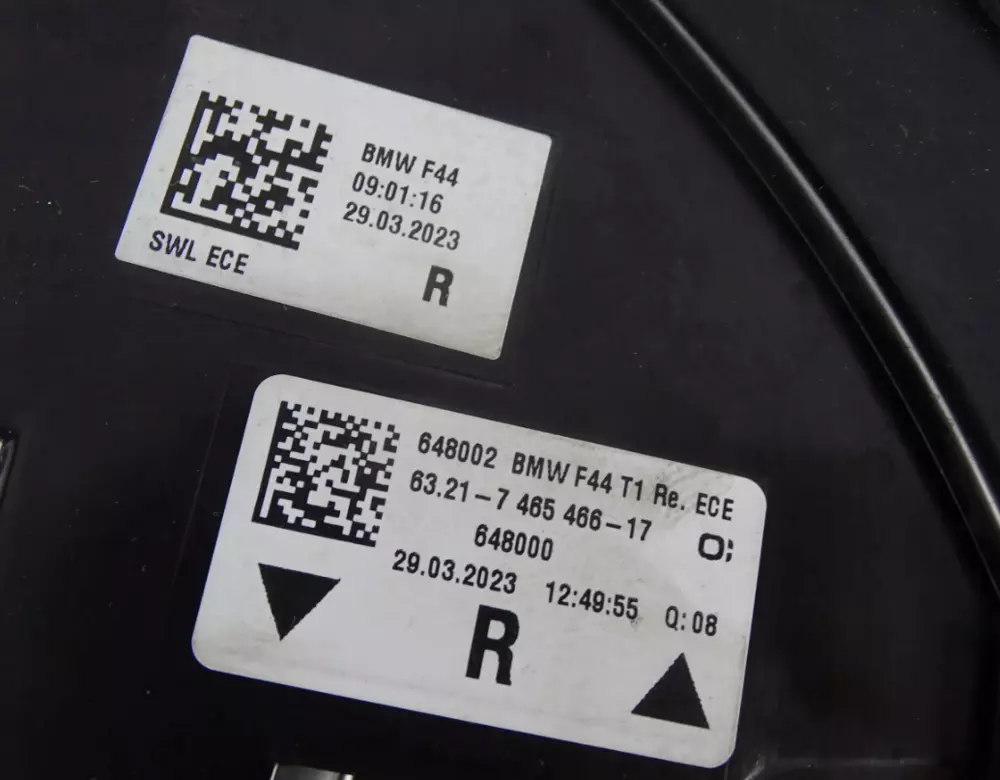 BMW F44
09:01:16
29.03.2023
SWL ECE
R
648002 BMW F44 T1 Re. ECE
63.21-7 465 466-17
648000
29.03.2023 12:49:55 Q:08
R